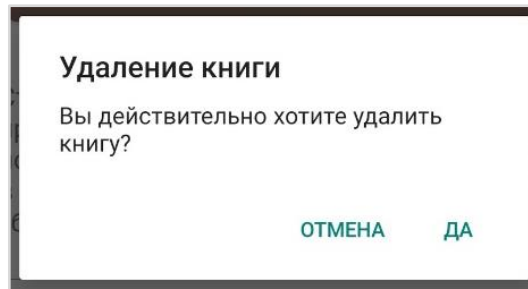 Удаление книги
Вы действительно хотите удалить
книгу?
ОТМЕНА ДА